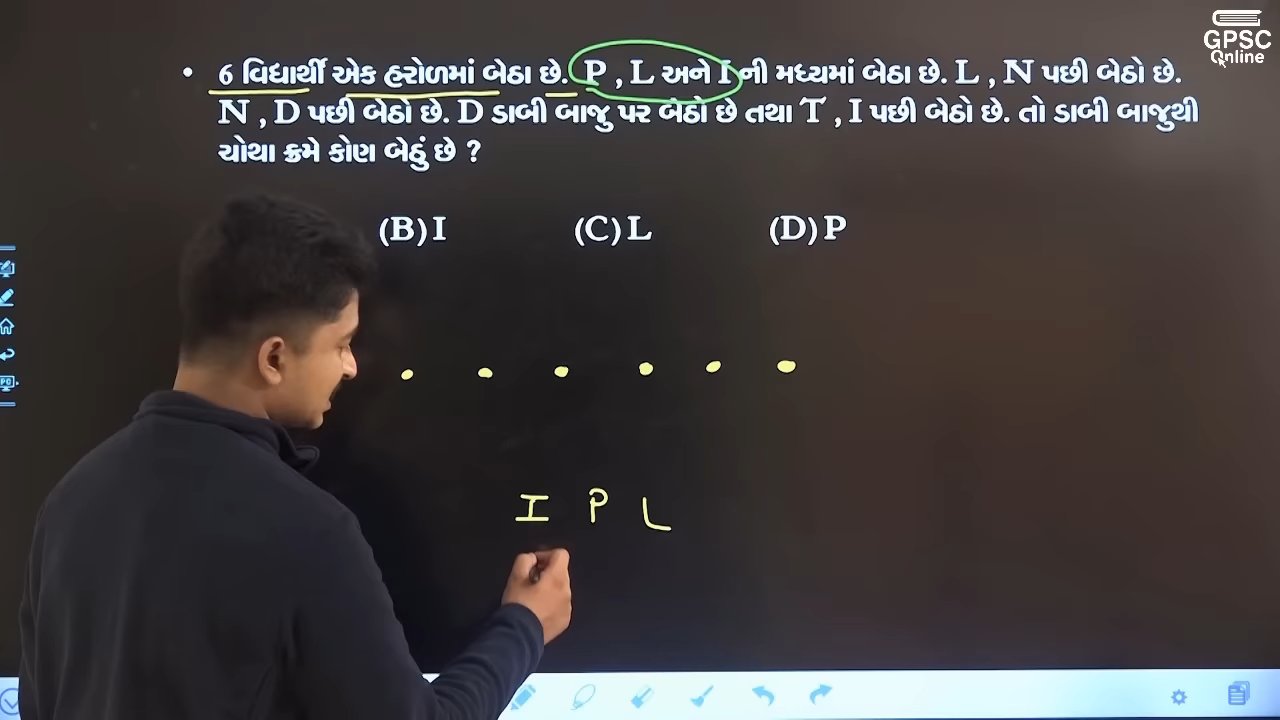 GPSC
Online
• 6 વિદ્યાર્થી એક હરોળમાં બેઠા છે. P , L અને I ની મધ્યમાં બેઠા છે. L , N પછી બેઠો છે.
N , D પછી બેઠો છે. D ડાબી બાજુ પર બેઠો છે તથા T , I પછી બેઠો છે. તો ડાબી બાજુથી
ચોથા ક્રમે કોણ બેઠું છે ?
(B) I (C) L (D) P
I P L